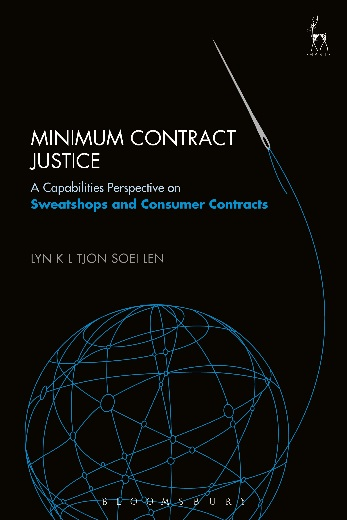 MINIMUM CONTRACT
JUSTICE
A Capabilities Perspective on
Sweatshops and Consumer Contracts
LYN K L TJON SOEI LEN
BLOOMSBURY